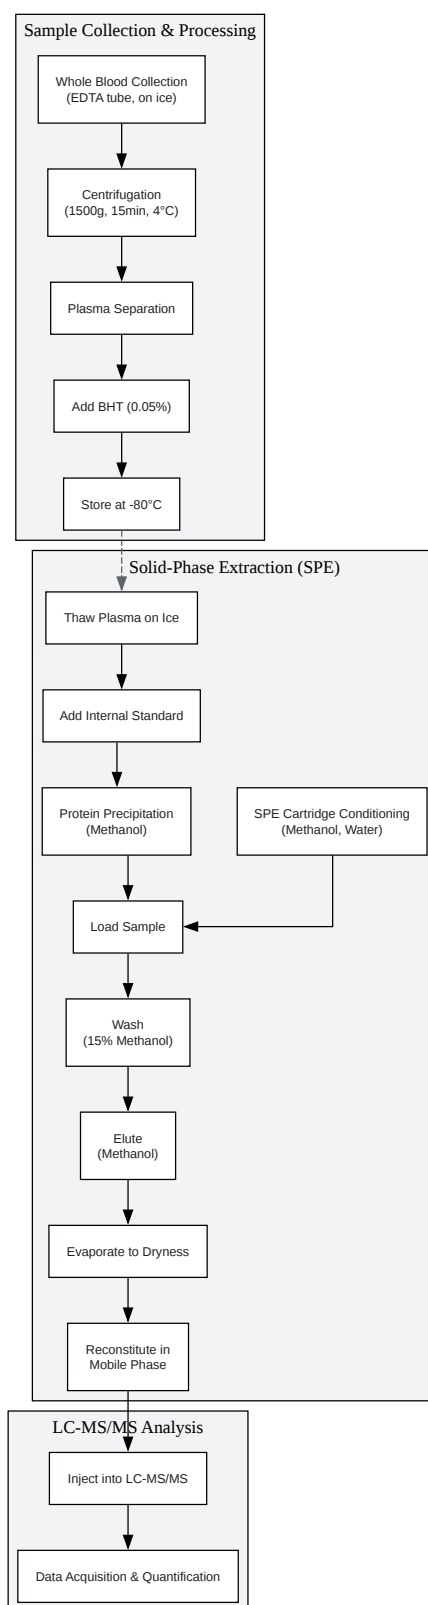 Sample Collection & Processing
Whole Blood Collection
(EDTA tube, on ice)
Centrifugation
(1500g, 15min, 4°C)
Plasma Separation
Add BHT (0.05%)
Store at -80°C
Solid-Phase Extraction (SPE)
Thaw Plasma on Ice
Add Internal Standard
Protein Precipitation
(Methanol)
SPE Cartridge Conditioning
(Methanol, Water)
Load Sample
Wash
(15% Methanol)
Elute
(Methanol)
Evaporate to Dryness
Reconstitute in
Mobile Phase
LC-MS/MS Analysis
Inject into LC-MS/MS
Data Acquisition & Quantification